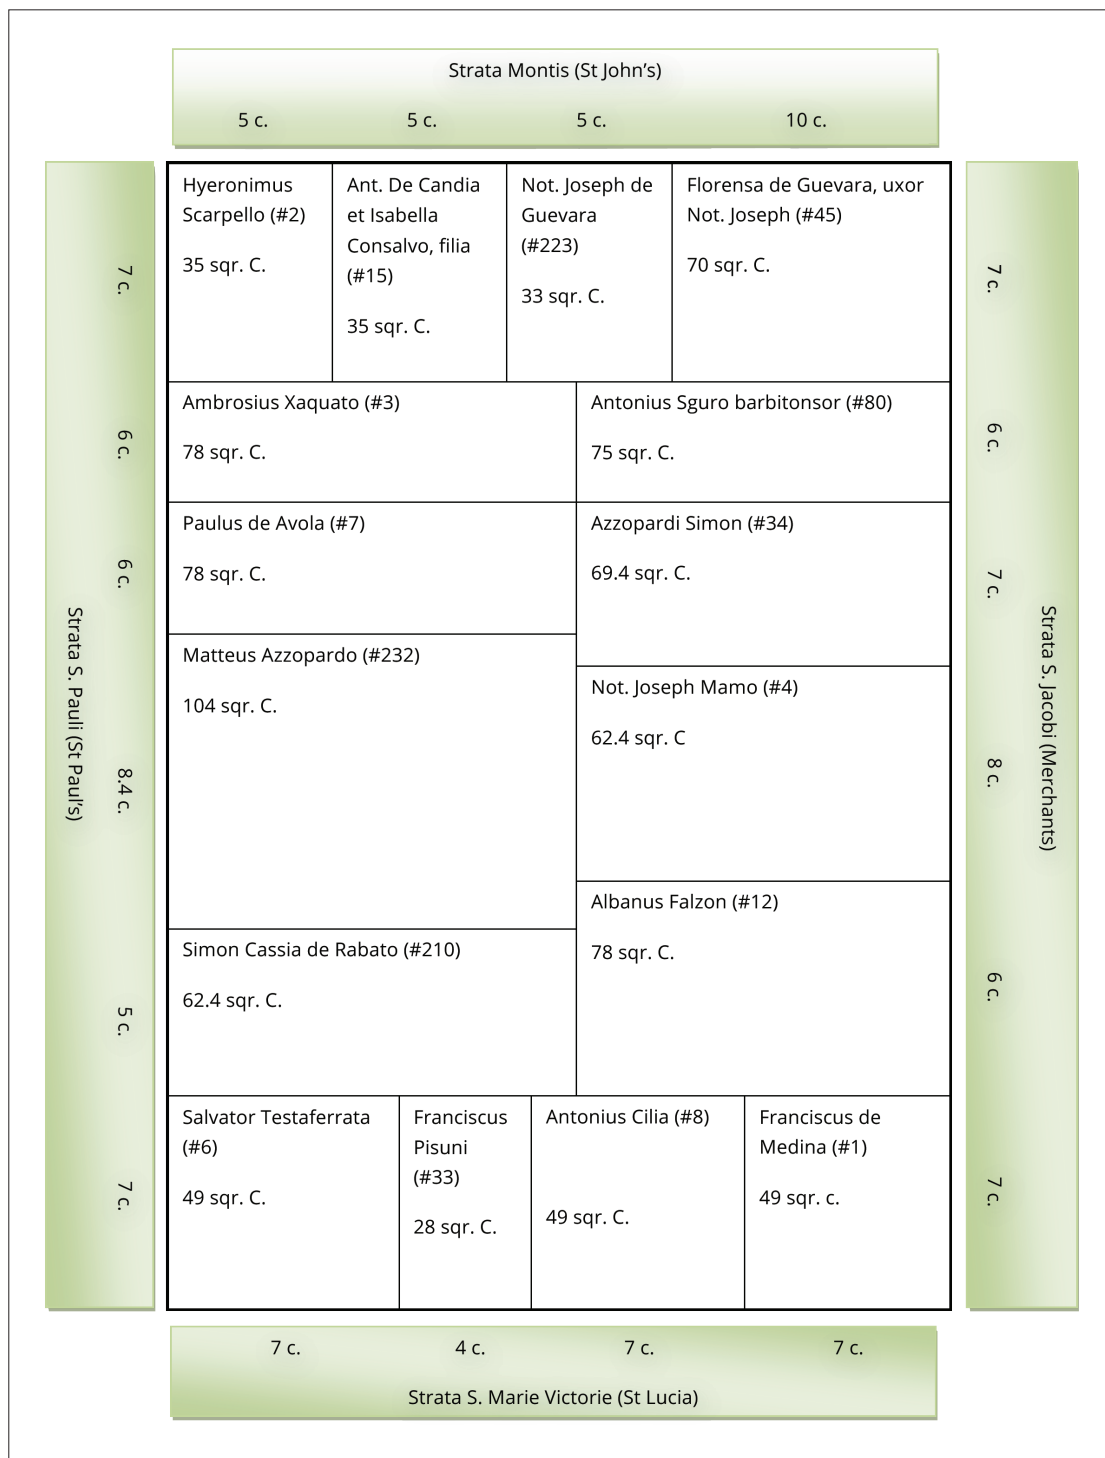 Strata Montis (St John’s)
5 c. 5 c. 5 c. 10 c.
Strata S. Pauli (St Paul’s)
7 c.
6 c.
6 c.
8.4 c.
5 c.
7 c.
Hyeronimus
Scarpello (#2)
35 sqr. C.
Ant. De Candia
et Isabella
Consalvo, filia
(#15)
35 sqr. C.
Not. Joseph de
Guevara
(#223)
33 sqr. C.
Florensa de Guevara, uxor
Not. Joseph (#45)
70 sqr. C.
Ambrosius Xaquato (#3)
78 sqr. C.
Antonius Sguro barbitonsor (#80)
75 sqr. C.
Paulus de Avola (#7)
78 sqr. C.
Azzopardi Simon (#34)
69.4 sqr. C.
Matteus Azzopardo (#232)
104 sqr. C.
Not. Joseph Mamo (#4)
62.4 sqr. C
Albanus Falzon (#12)
78 sqr. C.
Simon Cassia de Rabato (#210)
62.4 sqr. C.
Salvator Testaferrata
(#6)
49 sqr. C.
Franciscus
Pisuni
(#33)
28 sqr. C.
Antonius Cilia (#8)
49 sqr. C.
Franciscus de
Medina (#1)
49 sqr. c.
7 c.
6 c.
7 c.
8 c.
6 c.
7 c.
Strata S. Jacobi (Merchants)
7 c. 4 c. 7 c. 7 c.
Strata S. Marie Victorie (St Lucia)